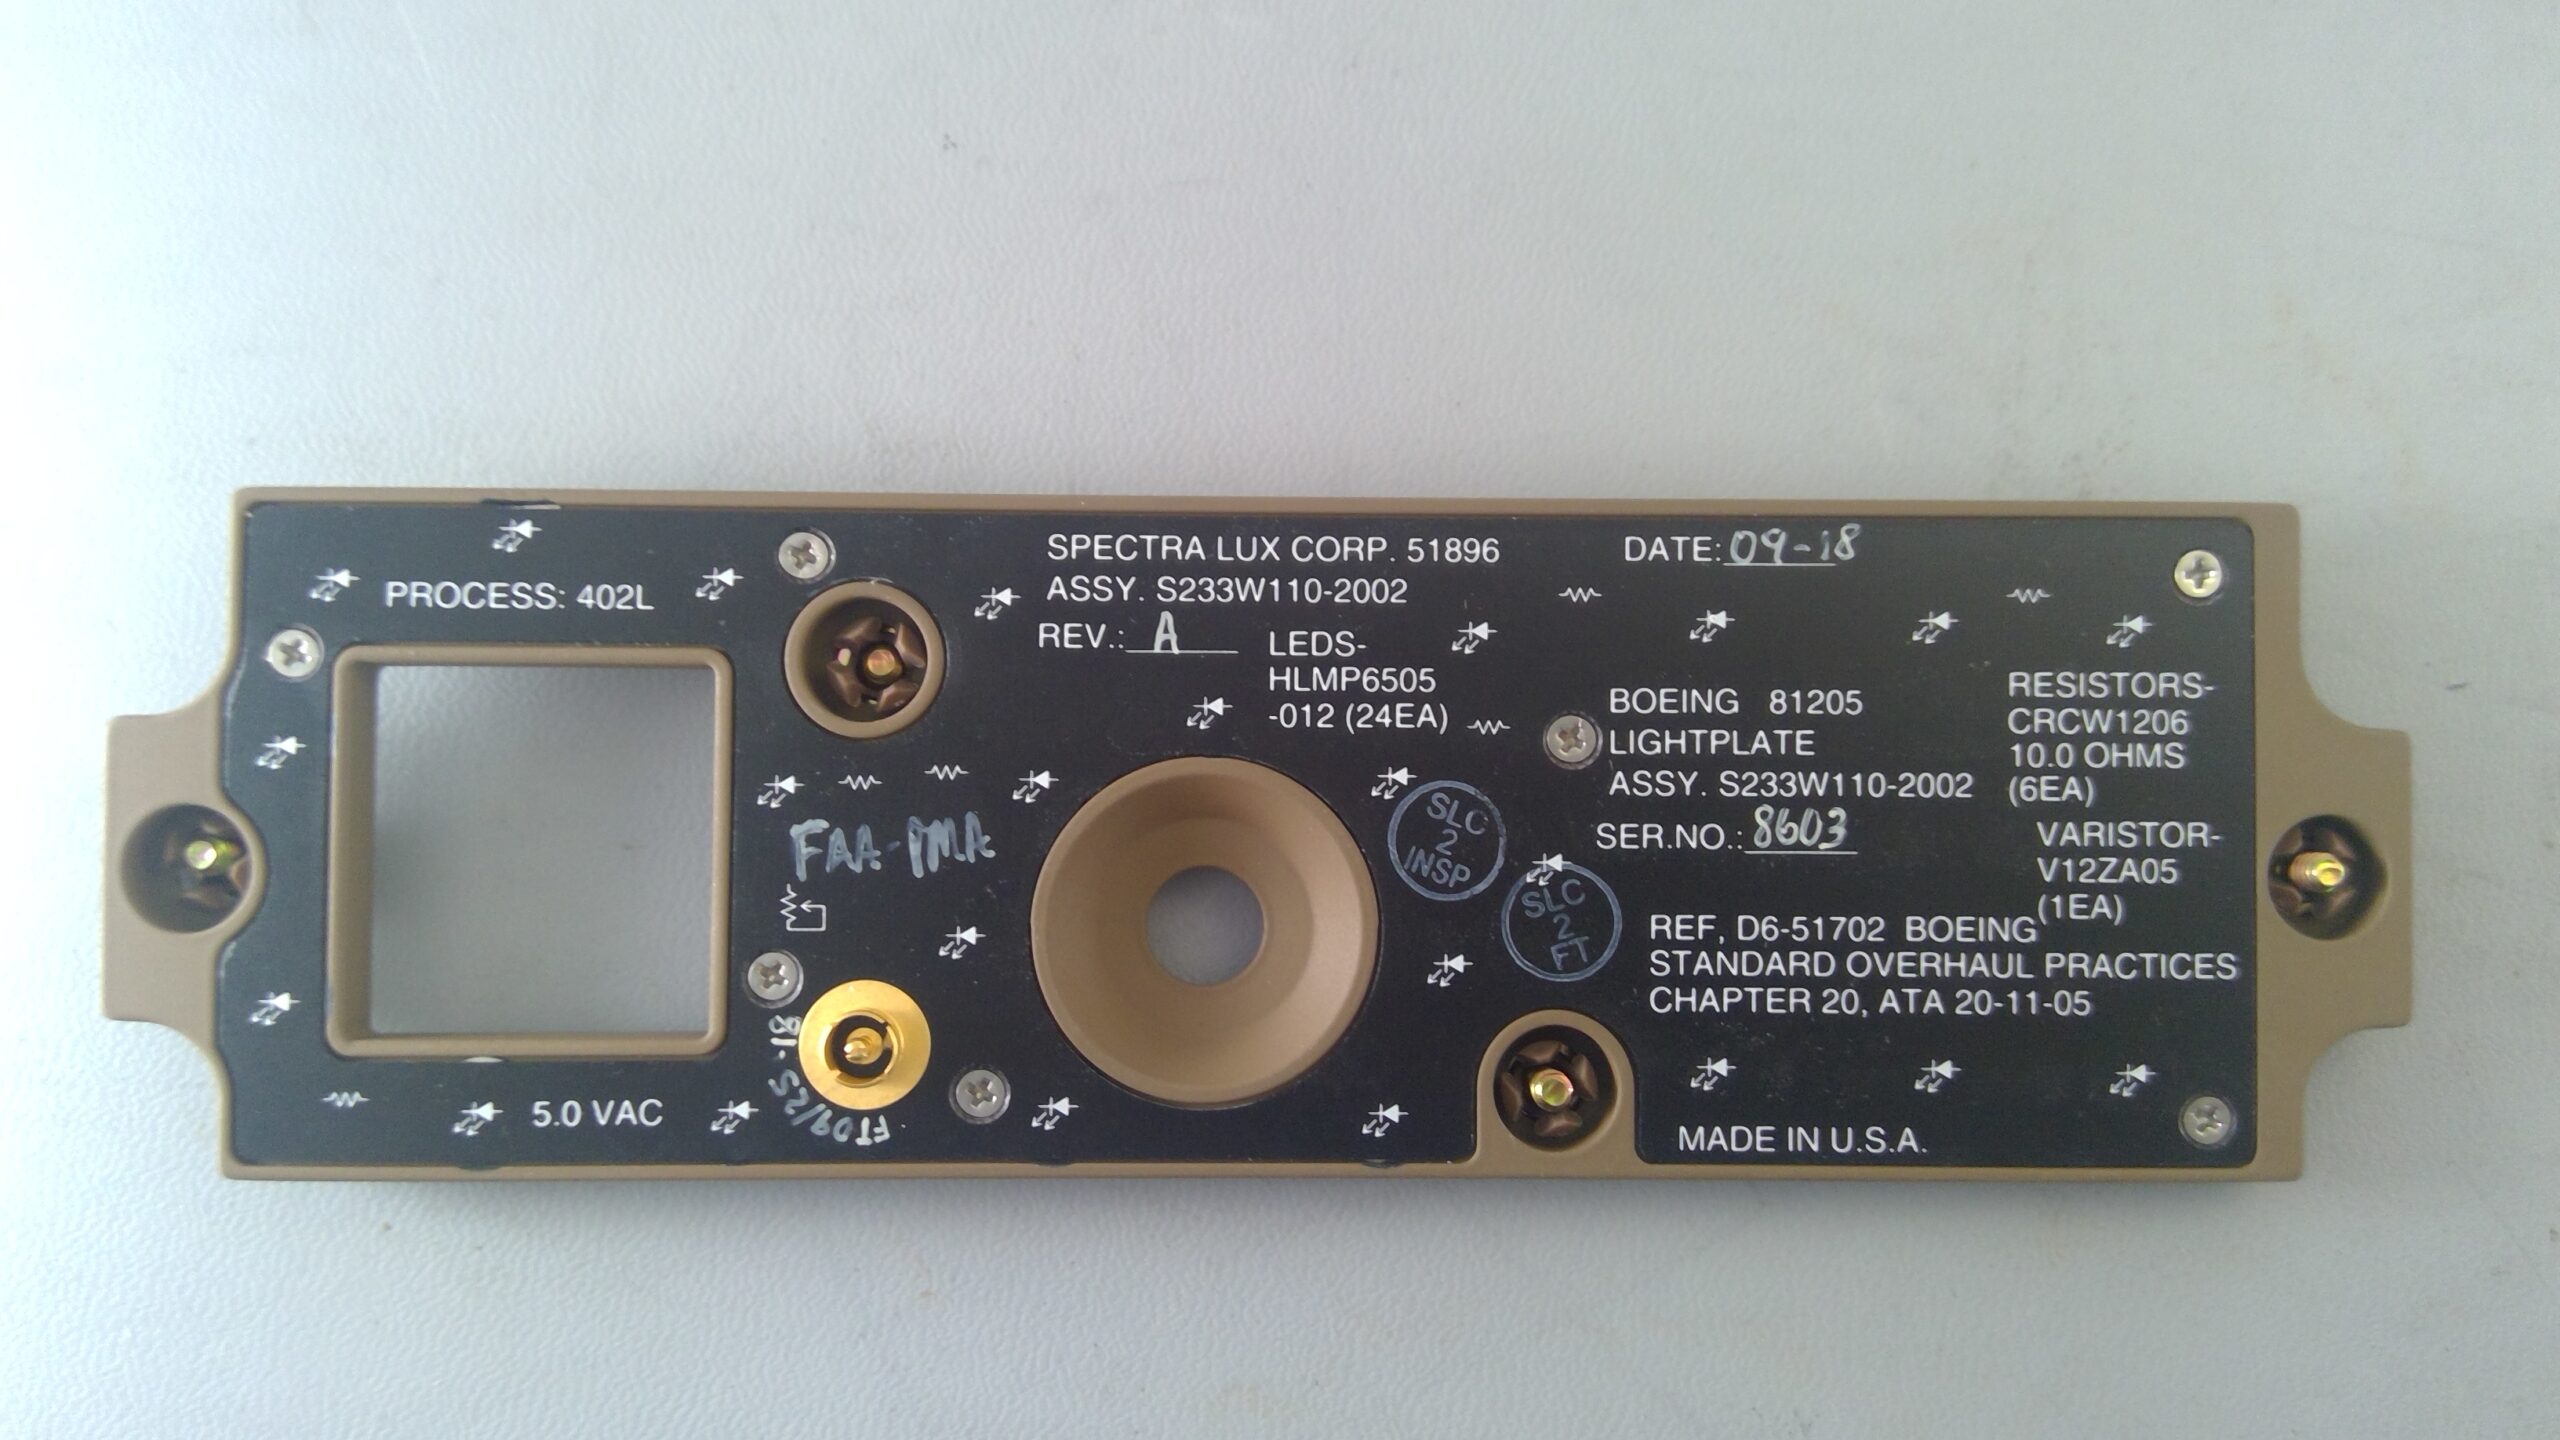 PROCESS: 402L
5.0 VAC
FAA-PMA
FT09/25
SPECTRA LUX CORP. 51896
ASSY. S233W110-2002
REV.: A
LEDS-
HLMP6505
-012 (24EA)
DATE: 09-18
BOEING 81205
LIGHTPLATE
ASSY. S233W110-2002
SER.NO.: 8603
RESISTORS-
CRCW1206
10.0 OHMS
(6EA)
VARISTOR-
V12ZA05
(1EA)
SLC
2
INSP
SLC
2
FT
REF, D6-51702 BOEING
STANDARD OVERHAUL PRACTICES
CHAPTER 20, ATA 20-11-05
MADE IN U.S.A.